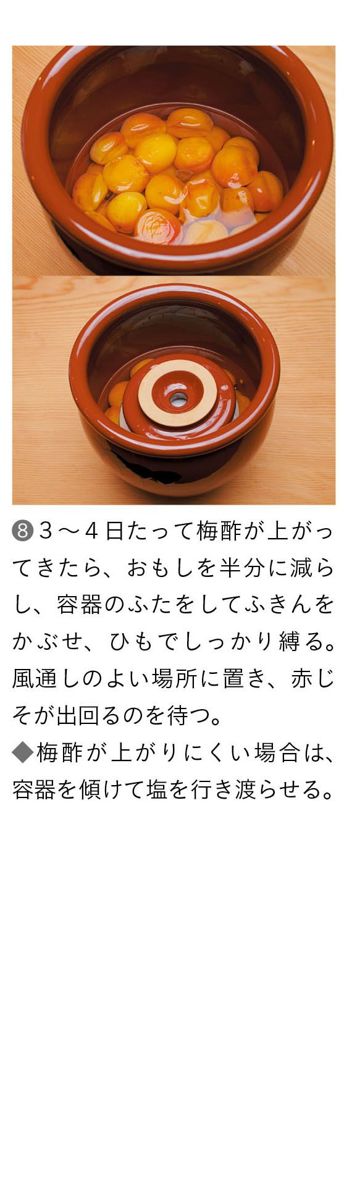 ❽３～４日たって梅酢が上がっ
てきたら、おもしを半分に減ら
し、容器のふたをしてふきんを
かぶせ、ひもでしっかり縛る。
風通しのよい場所に置き、赤じ
そが出回るのを待つ。
◆梅酢が上がりにくい場合は、
容器を傾けて塩を行き渡らせる。